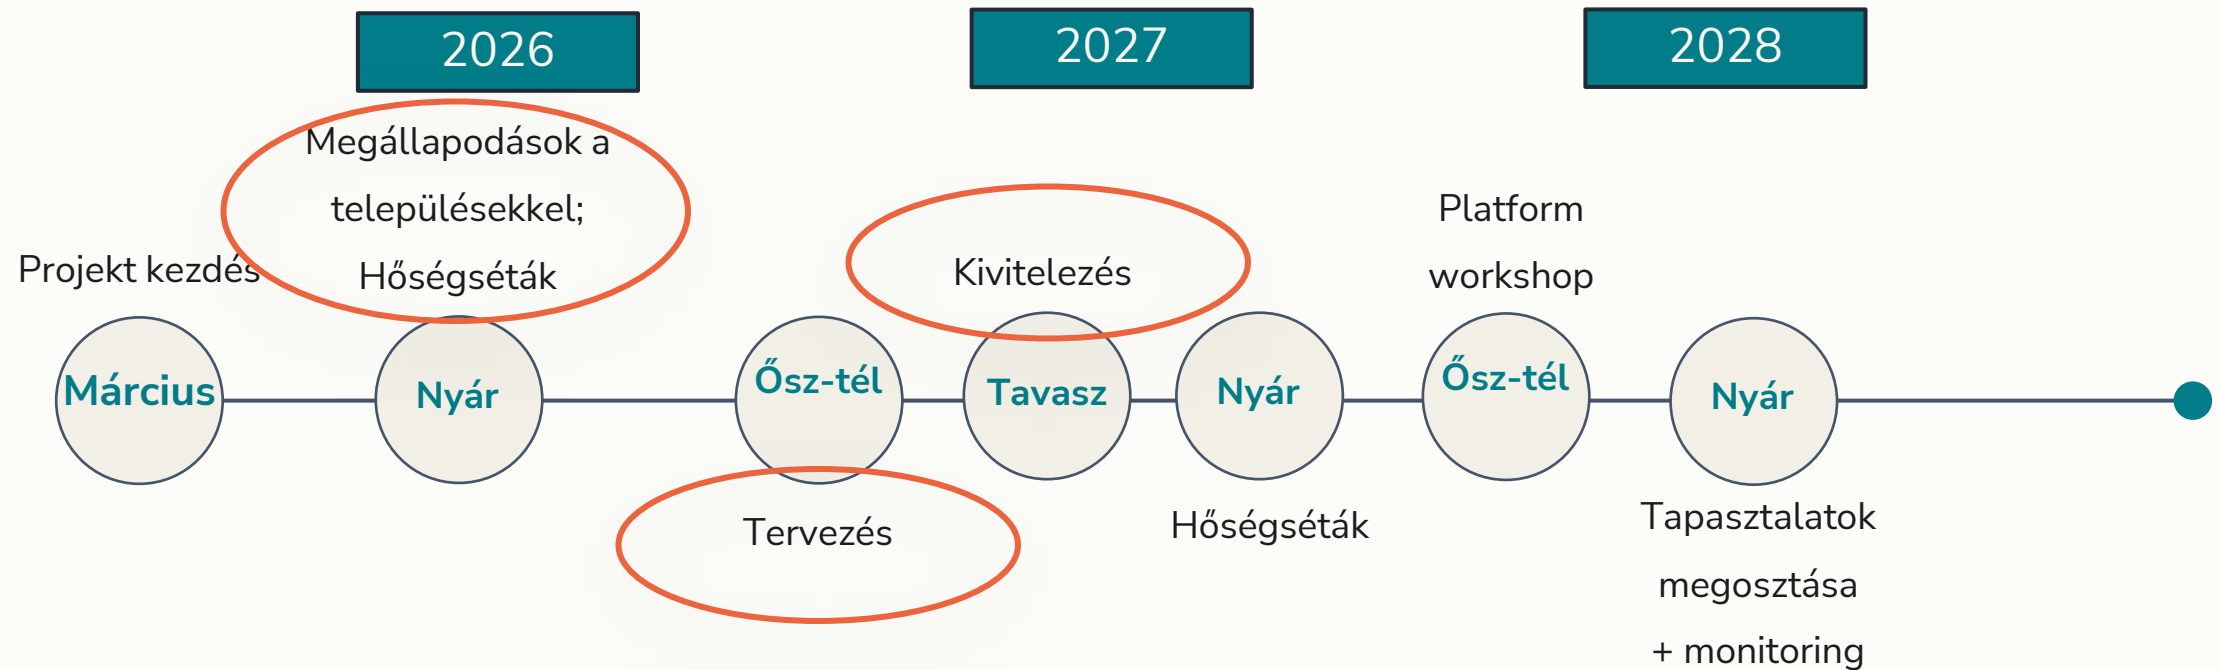 2026
2027
2028
Megállapodások a
településekkel;
Hőségséták
Projekt kezdés
Kivitelezés
Platform
workshop
Március
Nyár
Ősz-tél
Tavasz
Nyár
Ősz-tél
Nyár
Tervezés
Hőségséták
Tapasztalatok
megosztása
+ monitoring